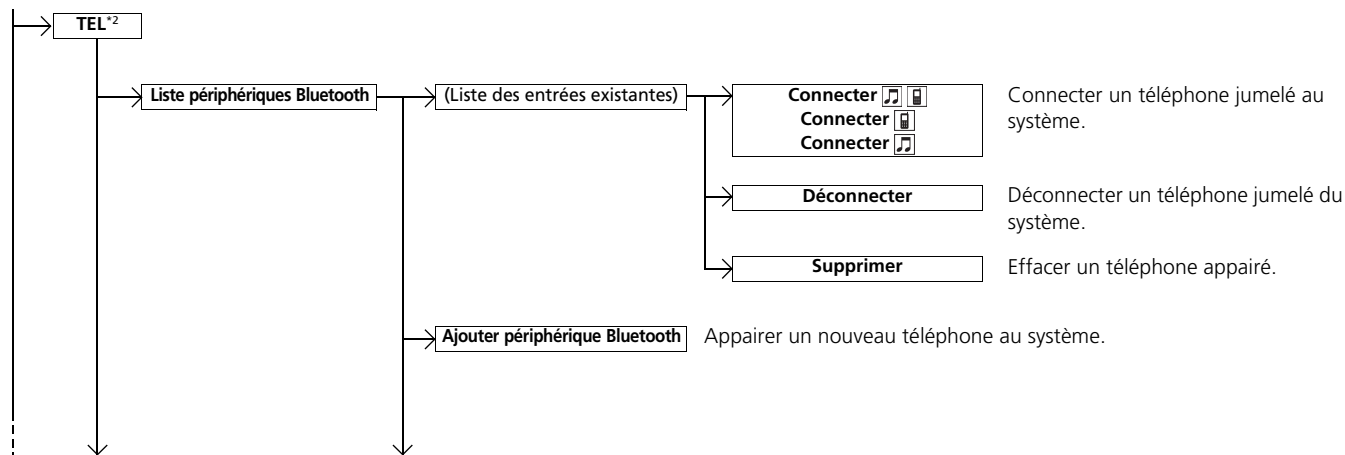 TEL*2
Liste périphériques Bluetooth
(Liste des entrées existantes)
Connecter
Connecter
Connecter
Connecter un téléphone jumelé au
système.
Déconnecter
Déconnecter un téléphone jumelé du
système.
Supprimer
Effacer un téléphone appairé.
Ajouter périphérique Bluetooth
Appairer un nouveau téléphone au système.